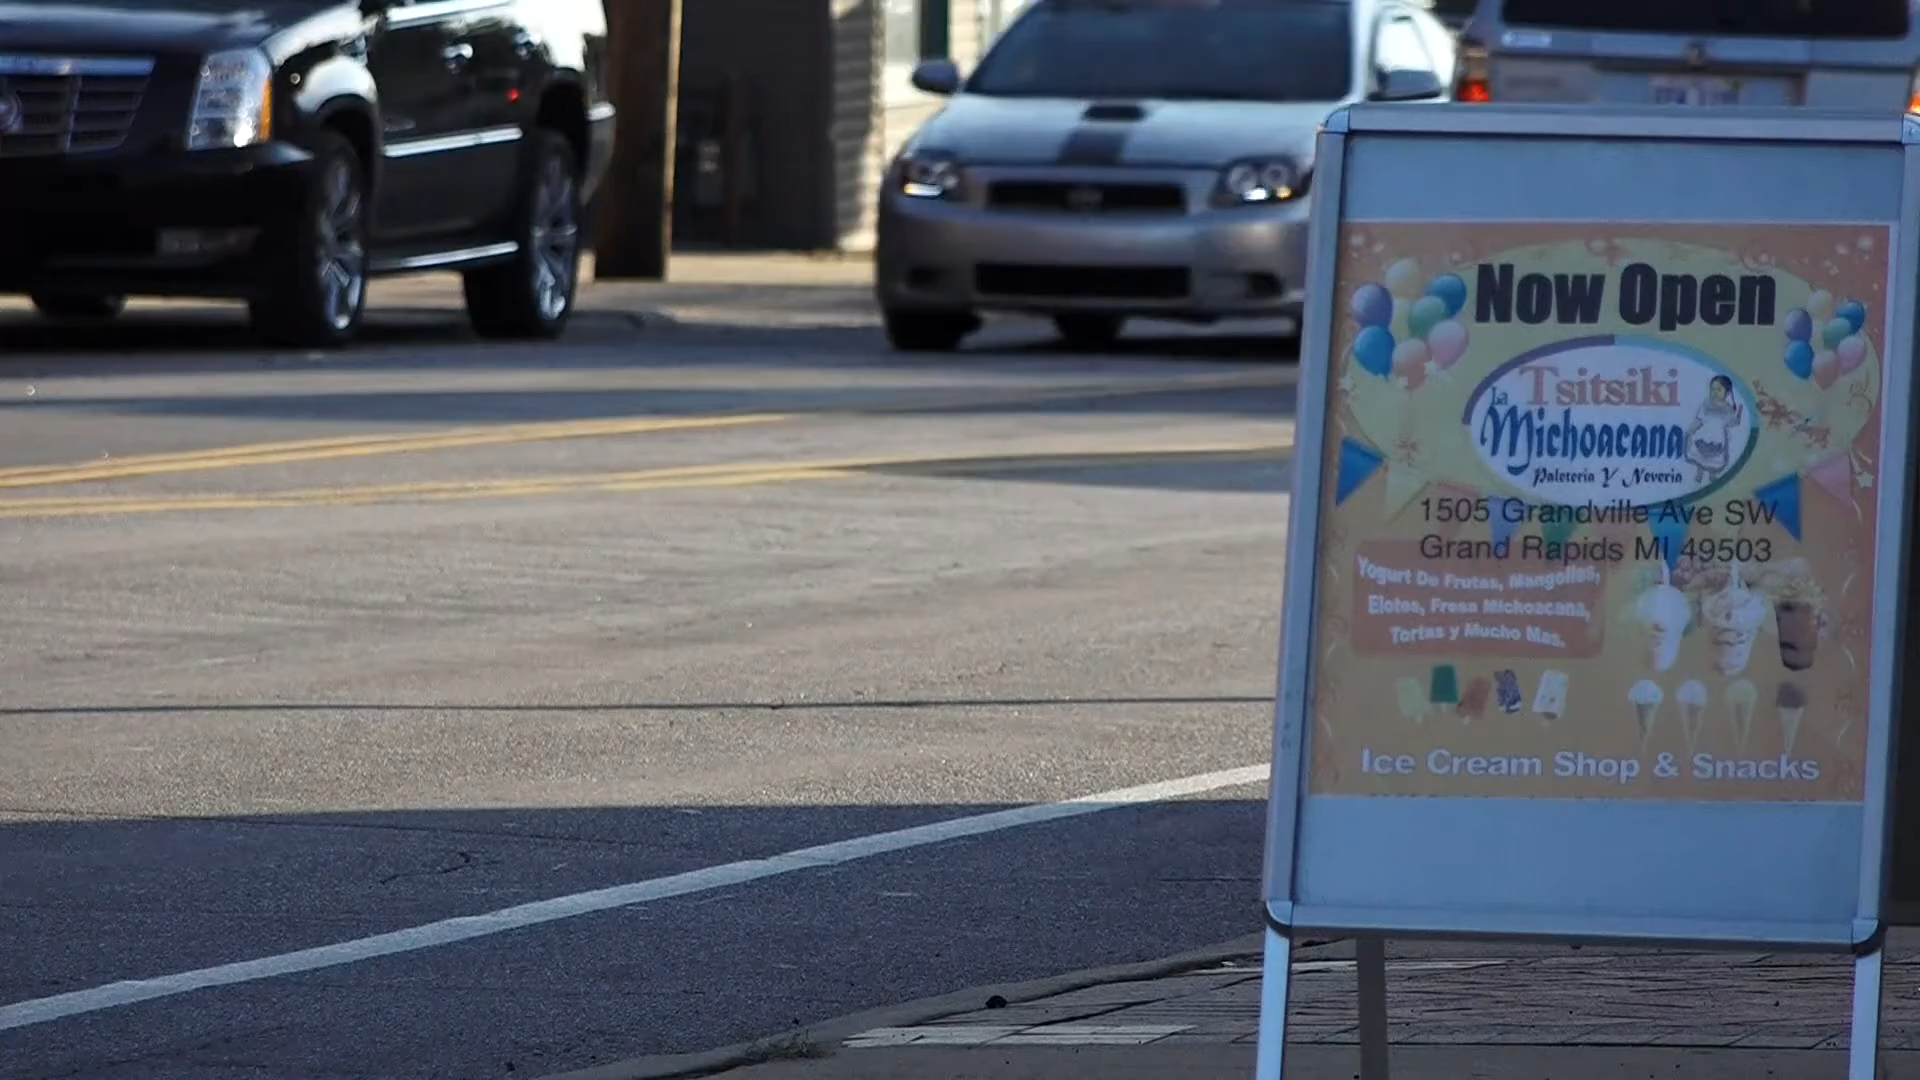 Now Open
Tsitsiki
La Michoacana
Paleteria Y Neveria
1505 Grandville Ave SW
Grand Rapids MI 49503
Yogurt De Frutas, Mangolies,
Elotes, Fresa Michoacana,
Tortas y Mucho Mas.
Ice Cream Shop & Snacks